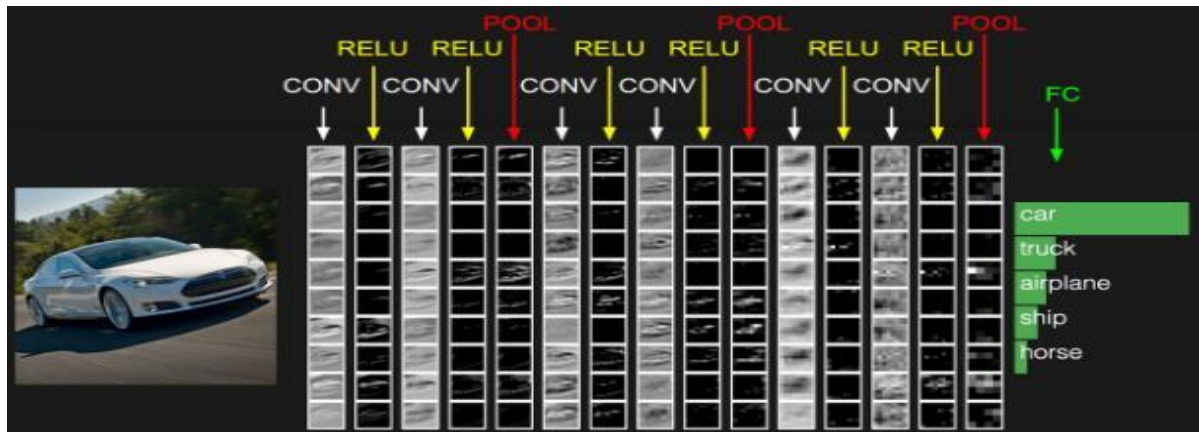 POOL POOL POOL
RELU RELU RELU RELU RELU RELU
CONV CONV CONV CONV CONV CONV FC
car
truck
airplane
ship
horse